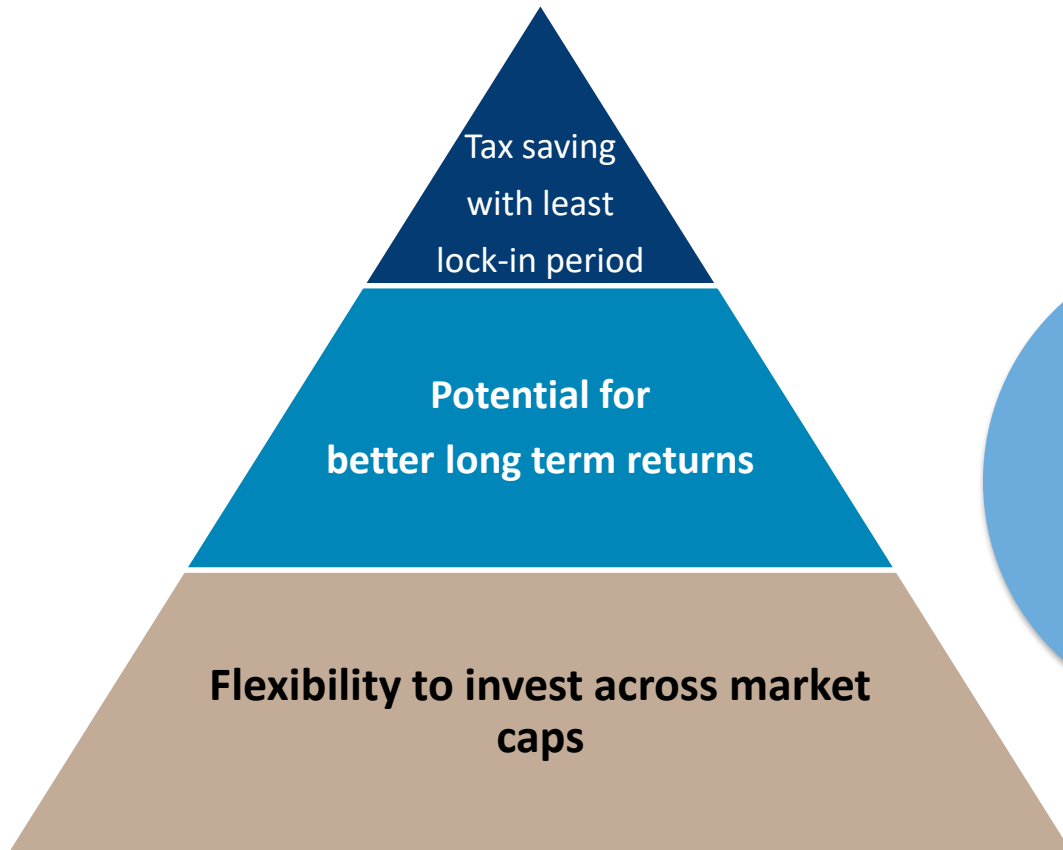 Tax saving
with least
lock-in period
Potential for
better long term returns
Flexibility to invest across market
caps